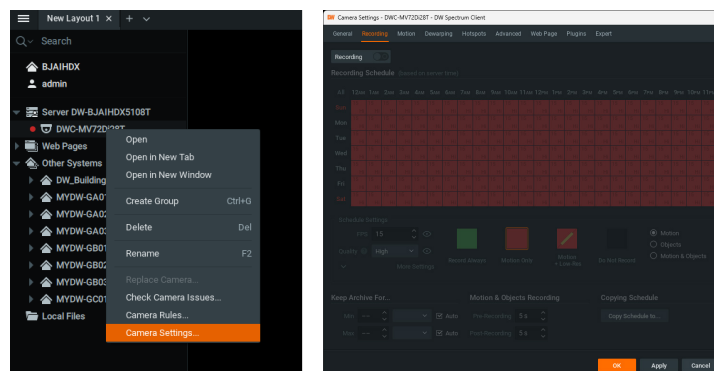 New Layout 1 × + ⌄
Search
BJAIHDX
admin
Server DW-BJAIHDX5108T
DWC-MV72Di28T
Web Pages
Other Systems
DW_Building
MYDW-GA01
MYDW-GA02
MYDW-GA03
MYDW-GB01
MYDW-GB02
MYDW-GB03
MYDW-GC01
Local Files
Open
Open in New Tab
Open in New Window
Create Group Ctrl+G
Delete Del
Rename F2
Replace Camera...
Check Camera Issues...
Camera Rules...
Camera Settings...
DW Camera Settings - DWC-MV72Di28T - DW Spectrum Client
General Recording Motion Dewarping Hotspots Advanced Web Page Plugins Expert
Recording
Recording Schedule (based on server time)
All 12AM 1AM 2AM 3AM 4AM 5AM 6AM 7AM 8AM 9AM 10AM 11AM 12PM 1PM 2PM 3PM 4PM 5PM 6PM 7PM 8PM 9PM 10PM 11PM
Sun
Mon
Tue
Wed
Thu
Fri
Sat
Schedule Settings
FPS 15
Quality High
More Settings
Record Always
Motion Only
Motion + Low-Res
Do Not Record
Motion
Objects
Motion & Objects
Keep Archive For...
Min -- Auto
Max -- Auto
Motion & Objects Recording
Pre-Recording 5 s
Post-Recording 5 s
Copying Schedule
Copy Schedule to...
OK Apply Cancel